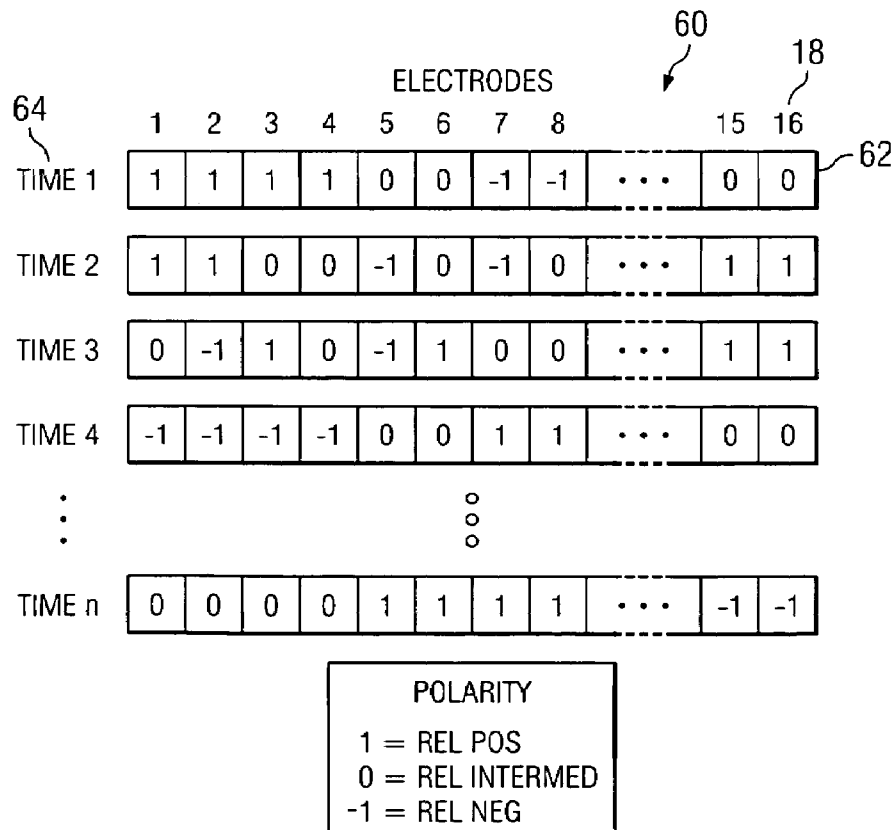 60
18
ELECTRODES
64
1 2 3 4 5 6 7 8 15 16
62
TIME 1 1 1 1 1 0 0 -1 -1 • • • 0 0
TIME 2 1 1 0 0 -1 0 -1 0 • • • 1 1
TIME 3 0 -1 1 0 -1 1 0 0 • • • 1 1
TIME 4 -1 -1 -1 -1 0 0 1 1 • • • 0 0
TIME n 0 0 0 0 1 1 1 1 • • • -1 -1
POLARITY
1 = REL POS
0 = REL INTERMED
-1 = REL NEG